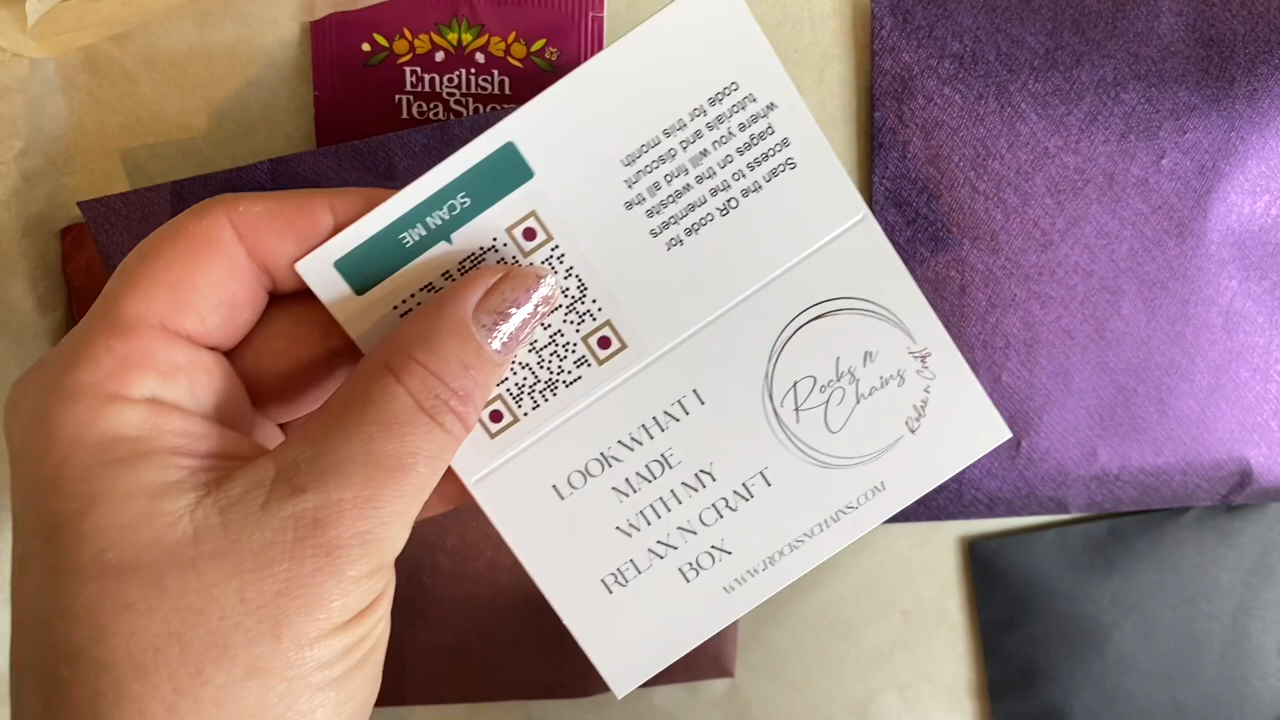 English
Tea Shop
SCAN ME
Scan the QR code for
access to the members
pages on the website
where you will find all the
tutorials and discount
code for this month
Rocks n
Chains
Relax n Craft
LOOK WHAT I
MADE
WITH MY
RELAX N CRAFT
BOX
WWW.ROCKSNCHAINS.COM